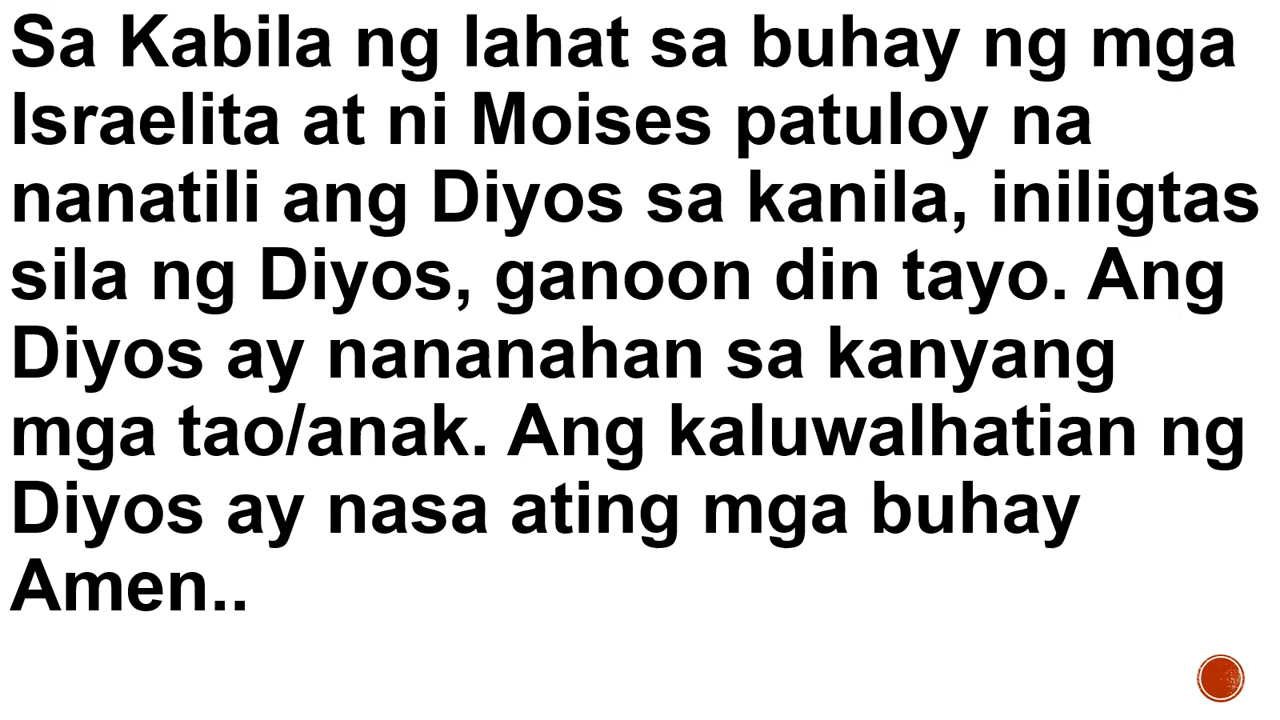 Sa Kabila ng lahat sa buhay ng mga
Israelita at ni Moises patuloy na
nanatili ang Diyos sa kanila, iniligtas
sila ng Diyos, ganoon din tayo. Ang
Diyos ay nananahan sa kanyang
mga tao/anak. Ang kaluwalhatian ng
Diyos ay nasa ating mga buhay
Amen..